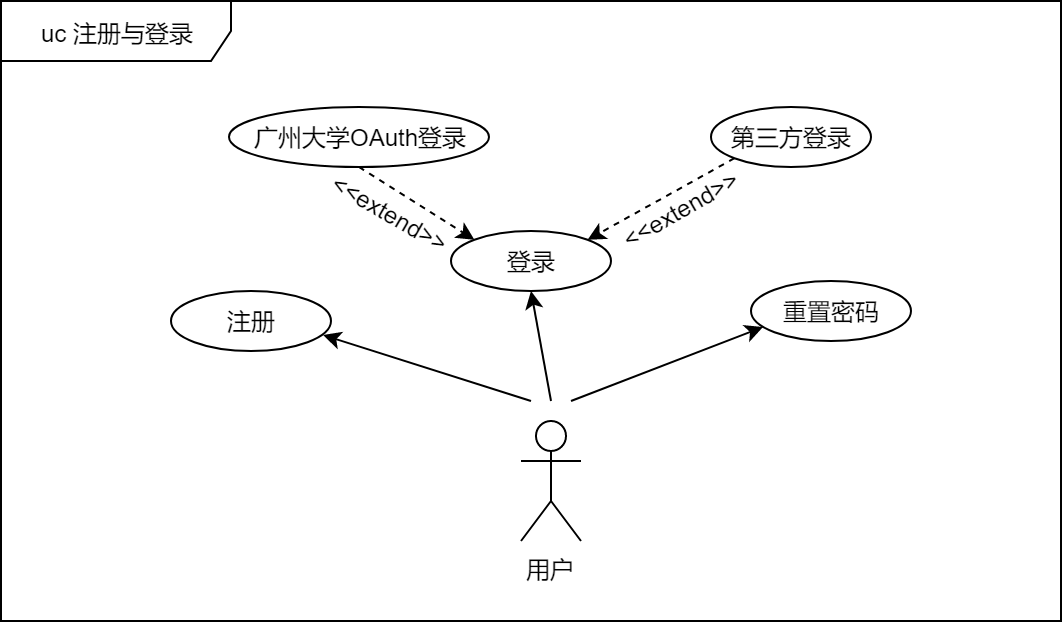 uc 注册与登录
广州大学OAuth登录
第三方登录
<<extend>>
<<extend>>
登录
注册
重置密码
用户